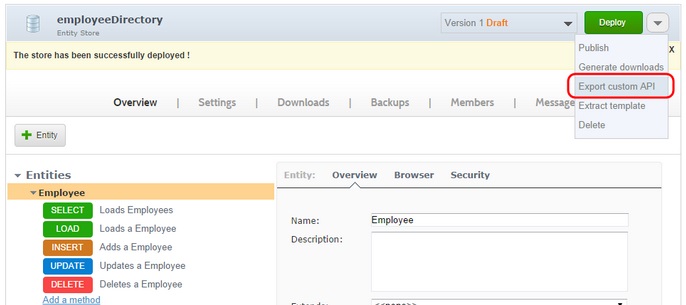 employeeDirectory
Entity Store
Version 1 Draft
Deploy
The store has been successfully deployed !
X
Publish
Generate downloads
Export custom API
Extract template
Delete
Overview | Settings | Downloads | Backups | Members | Message
+ Entity
Entities
Employee
SELECT Loads Employees
LOAD Loads a Employee
INSERT Adds a Employee
UPDATE Updates a Employee
DELETE Deletes a Employee
Add a method
Entity: Overview Browser Security
Name: Employee
Description: